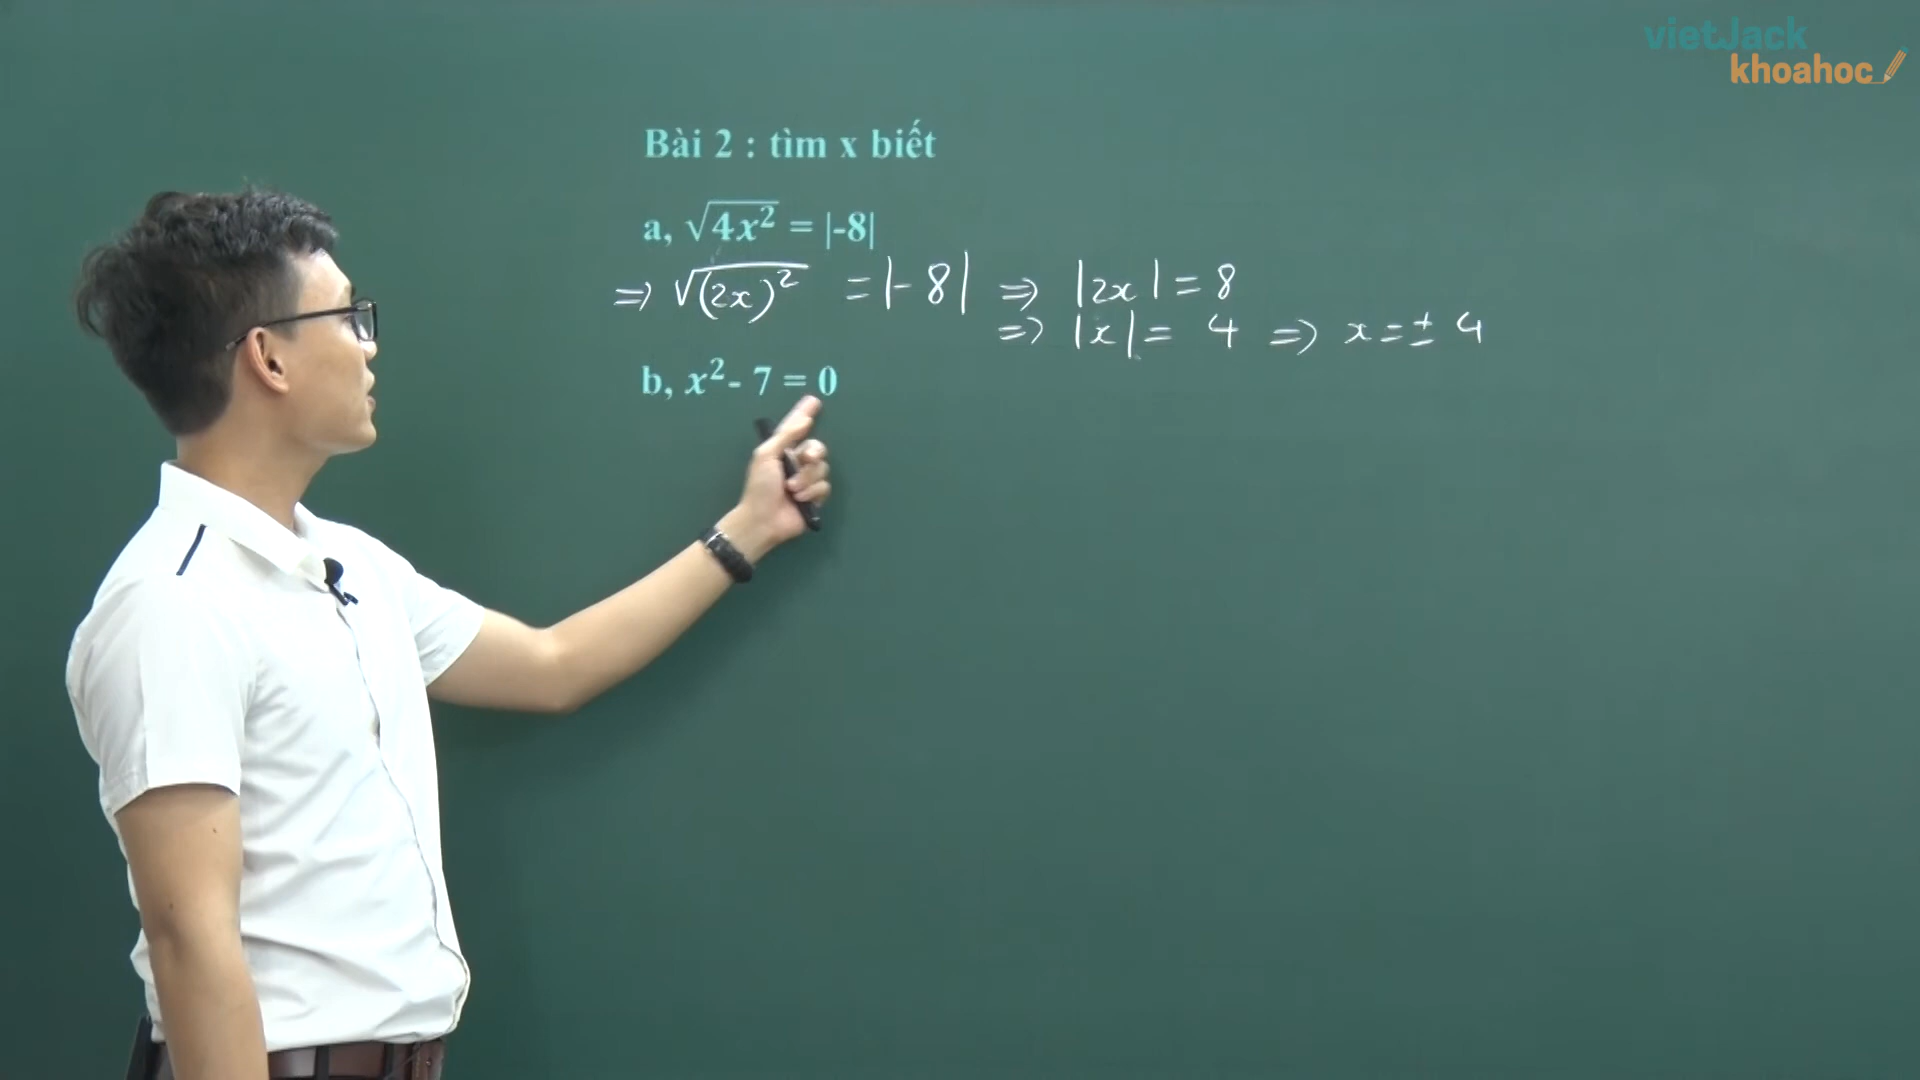 vietJack
khoahoc
Bài 2 : tìm x biết
a, √4x² = |-8|
=> √(2x)² = |-8| => |2x| = 8
=> |x| = 4 => x = ± 4
b, x² - 7 = 0